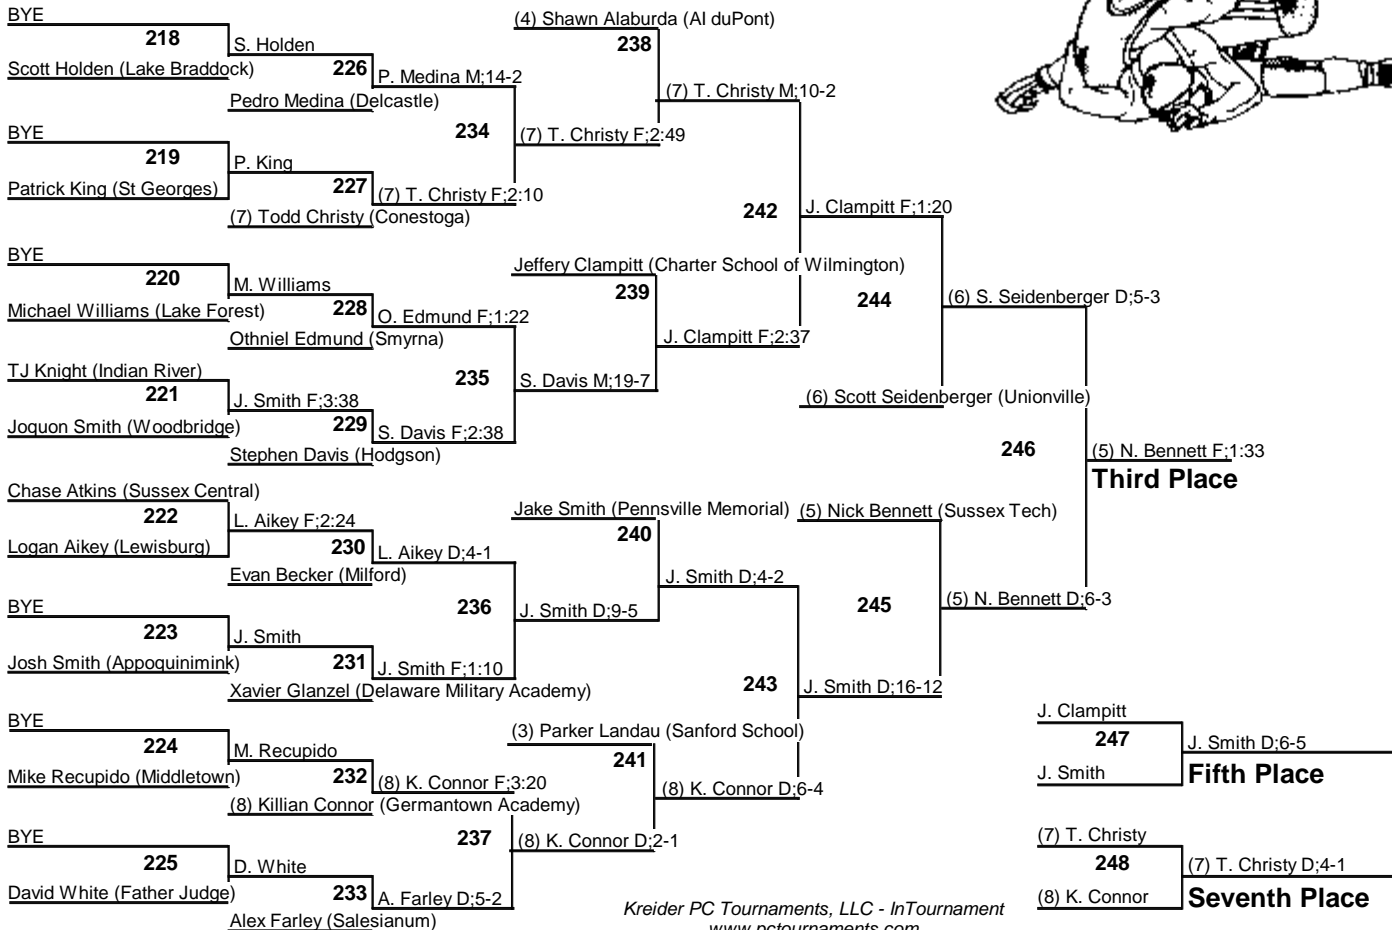 BYE
218
Scott Holden (Lake Braddock)
S. Holden
226
Pedro Medina (Delcastle)
P. Medina M;14-2
BYE
219
Patrick King (St Georges)
P. King
227
(7) Todd Christy (Conestoga)
(7) T. Christy F;2:10
234
(7) T. Christy F;2:49
(4) Shawn Alaburda (AI duPont)
238
(7) T. Christy M;10-2
BYE
220
Michael Williams (Lake Forest)
M. Williams
228
Othniel Edmund (Smyrna)
O. Edmund F;1:22
TJ Knight (Indian River)
221
Joquon Smith (Woodbridge)
J. Smith F;3:38
229
Stephen Davis (Hodgson)
S. Davis F;2:38
235
S. Davis M;19-7
Jeffery Clampitt (Charter School of Wilmington)
239
J. Clampitt F;2:37
242
J. Clampitt F;1:20
244
(6) Scott Seidenberger (Unionville)
(6) S. Seidenberger D;5-3
Chase Atkins (Sussex Central)
222
Logan Aikey (Lewisburg)
L. Aikey F;2:24
230
Evan Becker (Milford)
L. Aikey D;4-1
BYE
223
Josh Smith (Appoquinimink)
J. Smith
231
Xavier Glanzel (Delaware Military Academy)
J. Smith F;1:10
236
J. Smith D;9-5
Jake Smith (Pennsville Memorial)
240
J. Smith D;4-2
BYE
224
Mike Recupido (Middletown)
M. Recupido
232
(8) Killian Connor (Germantown Academy)
(8) K. Connor F;3:20
BYE
225
David White (Father Judge)
D. White
233
Alex Farley (Salesianum)
A. Farley D;5-2
237
(8) K. Connor D;2-1
(3) Parker Landau (Sanford School)
241
(8) K. Connor D;6-4
243
J. Smith D;16-12
(5) Nick Bennett (Sussex Tech)
245
(5) N. Bennett D;6-3
246
(5) N. Bennett F;1:33
Third Place
J. Clampitt
247
J. Smith
J. Smith D;6-5
Fifth Place
(7) T. Christy
248
(8) K. Connor
(7) T. Christy D;4-1
Seventh Place
Kreider PC Tournaments, LLC - InTournament
www.pctournaments.com